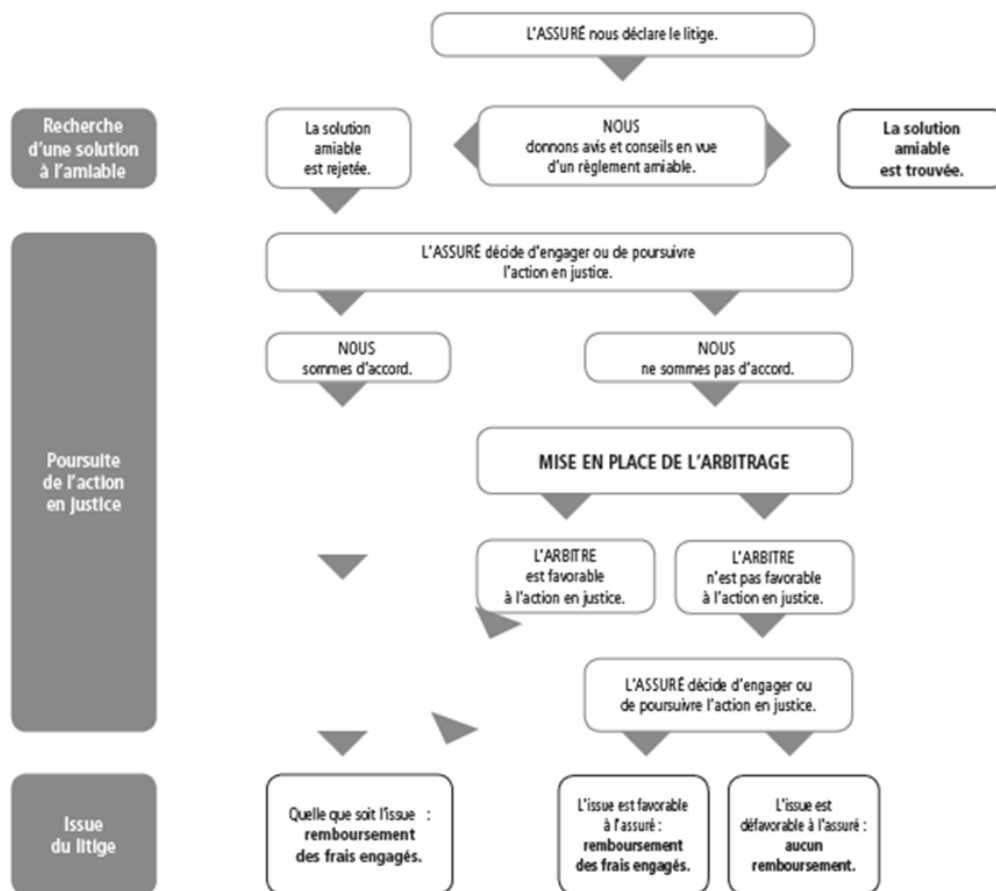 L'ASSURÉ nous déclare le litige.
Recherche
d'une solution
à l'amiable
La solution
amiable
est rejetée.
NOUS
donnons avis et conseils en vue
d'un règlement amiable.
La solution
amiable
est trouvée.
Poursuite
de l'action
en justice
L'ASSURÉ décide d'engager ou de poursuivre
l'action en justice.
NOUS
sommes d'accord.
NOUS
ne sommes pas d'accord.
MISE EN PLACE DE L'ARBITRAGE
L'ARBITRE
est favorable
à l'action en justice.
L'ARBITRE
n'est pas favorable
à l'action en justice.
L'ASSURÉ décide d'engager ou
de poursuivre l'action en justice.
Issue
du litige
Quelle que soit l'issue :
remboursement
des frais engagés.
L'issue est favorable
à l'assuré :
remboursement
des frais engagés.
L'issue est
défavorable à l'assuré :
aucun
remboursement.